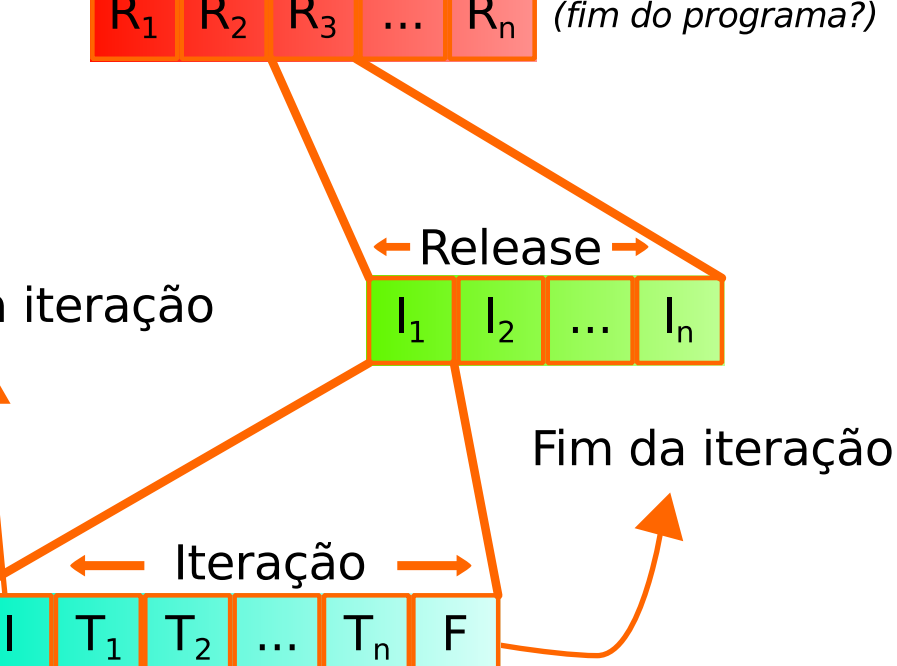 R₁ R₂ R₃ ... Rₙ (fim do programa?)
Release
iteração
I₁ I₂ ... Iₙ
Fim da iteração
Iteração
I T₁ T₂ ... Tₙ F